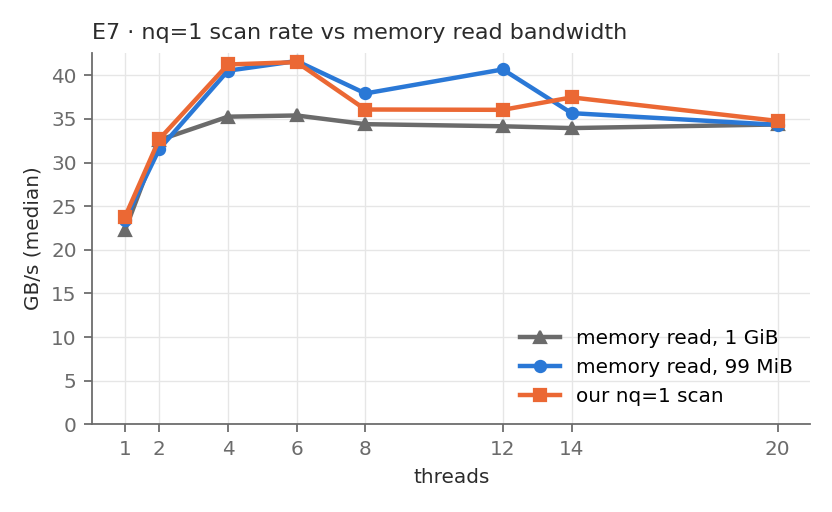 E7 · nq=1 scan rate vs memory read bandwidth
40
35
30
25
20
15
10
5
0
GB/s (median)
memory read, 1 GiB
memory read, 99 MiB
our nq=1 scan
1 2 4 6 8 12 14 20
threads